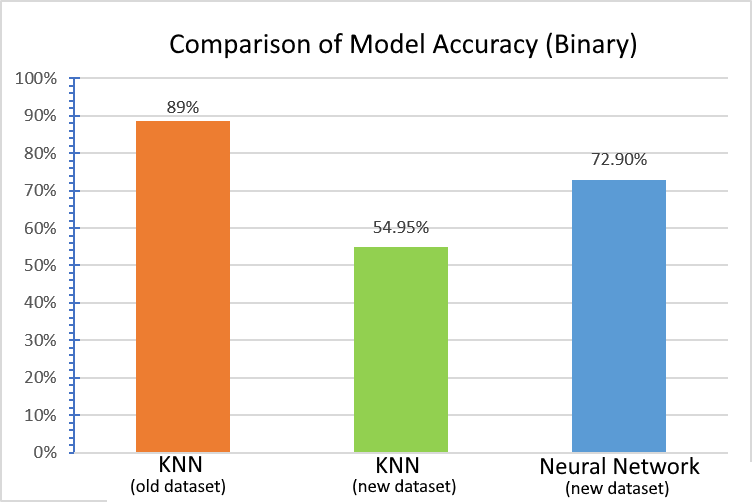 Comparison of Model Accuracy (Binary)
100%
90%
80%
70%
60%
50%
40%
30%
20%
10%
0%
89%
54.95%
72.90%
KNN
(old dataset)
KNN
(new dataset)
Neural Network
(new dataset)